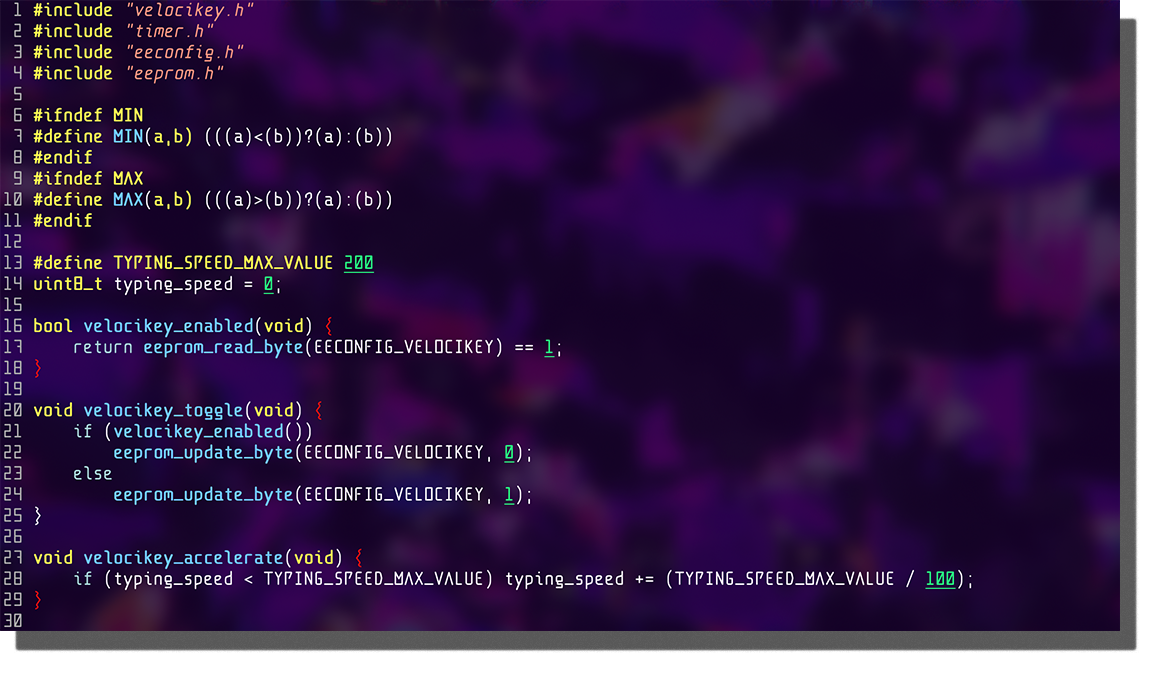 1 #include "velocikey.h"
2 #include "timer.h"
3 #include "eeconfig.h"
4 #include "eeprom.h"
5
6 #ifndef MIN
7 #define MIN(a,b) (((a)<(b))?(a):(b))
8 #endif
9 #ifndef MAX
10 #define MAX(a,b) (((a)>(b))?(a):(b))
11 #endif
12
13 #define TYPING_SPEED_MAX_VALUE 200
14 uint8_t typing_speed = 0;
15
16 bool velocikey_enabled(void) {
17     return eeprom_read_byte(EECONFIG_VELOCIKEY) == 1;
18 }
19
20 void velocikey_toggle(void) {
21     if (velocikey_enabled())
22         eeprom_update_byte(EECONFIG_VELOCIKEY, 0);
23     else
24         eeprom_update_byte(EECONFIG_VELOCIKEY, 1);
25 }
26
27 void velocikey_accelerate(void) {
28     if (typing_speed < TYPING_SPEED_MAX_VALUE) typing_speed += (TYPING_SPEED_MAX_VALUE / 100);
29 }
30